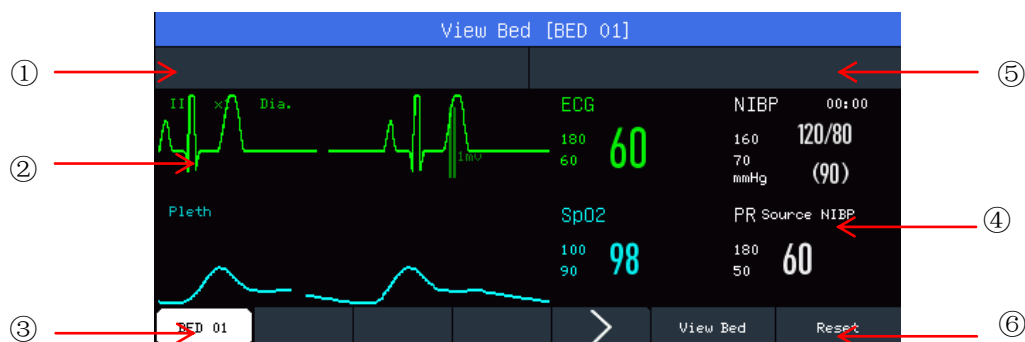 View Bed [BED 01]
①
⑤
II x1 Dia.
ECG
NIBP 00:00
180
60
60
160
70
mmHg
120/80
(90)
②
1mV
Pleth
SpO2
PR Source NIBP
④
100
90
98
180
50
60
③
BED 01
> View Bed
Reset
⑥